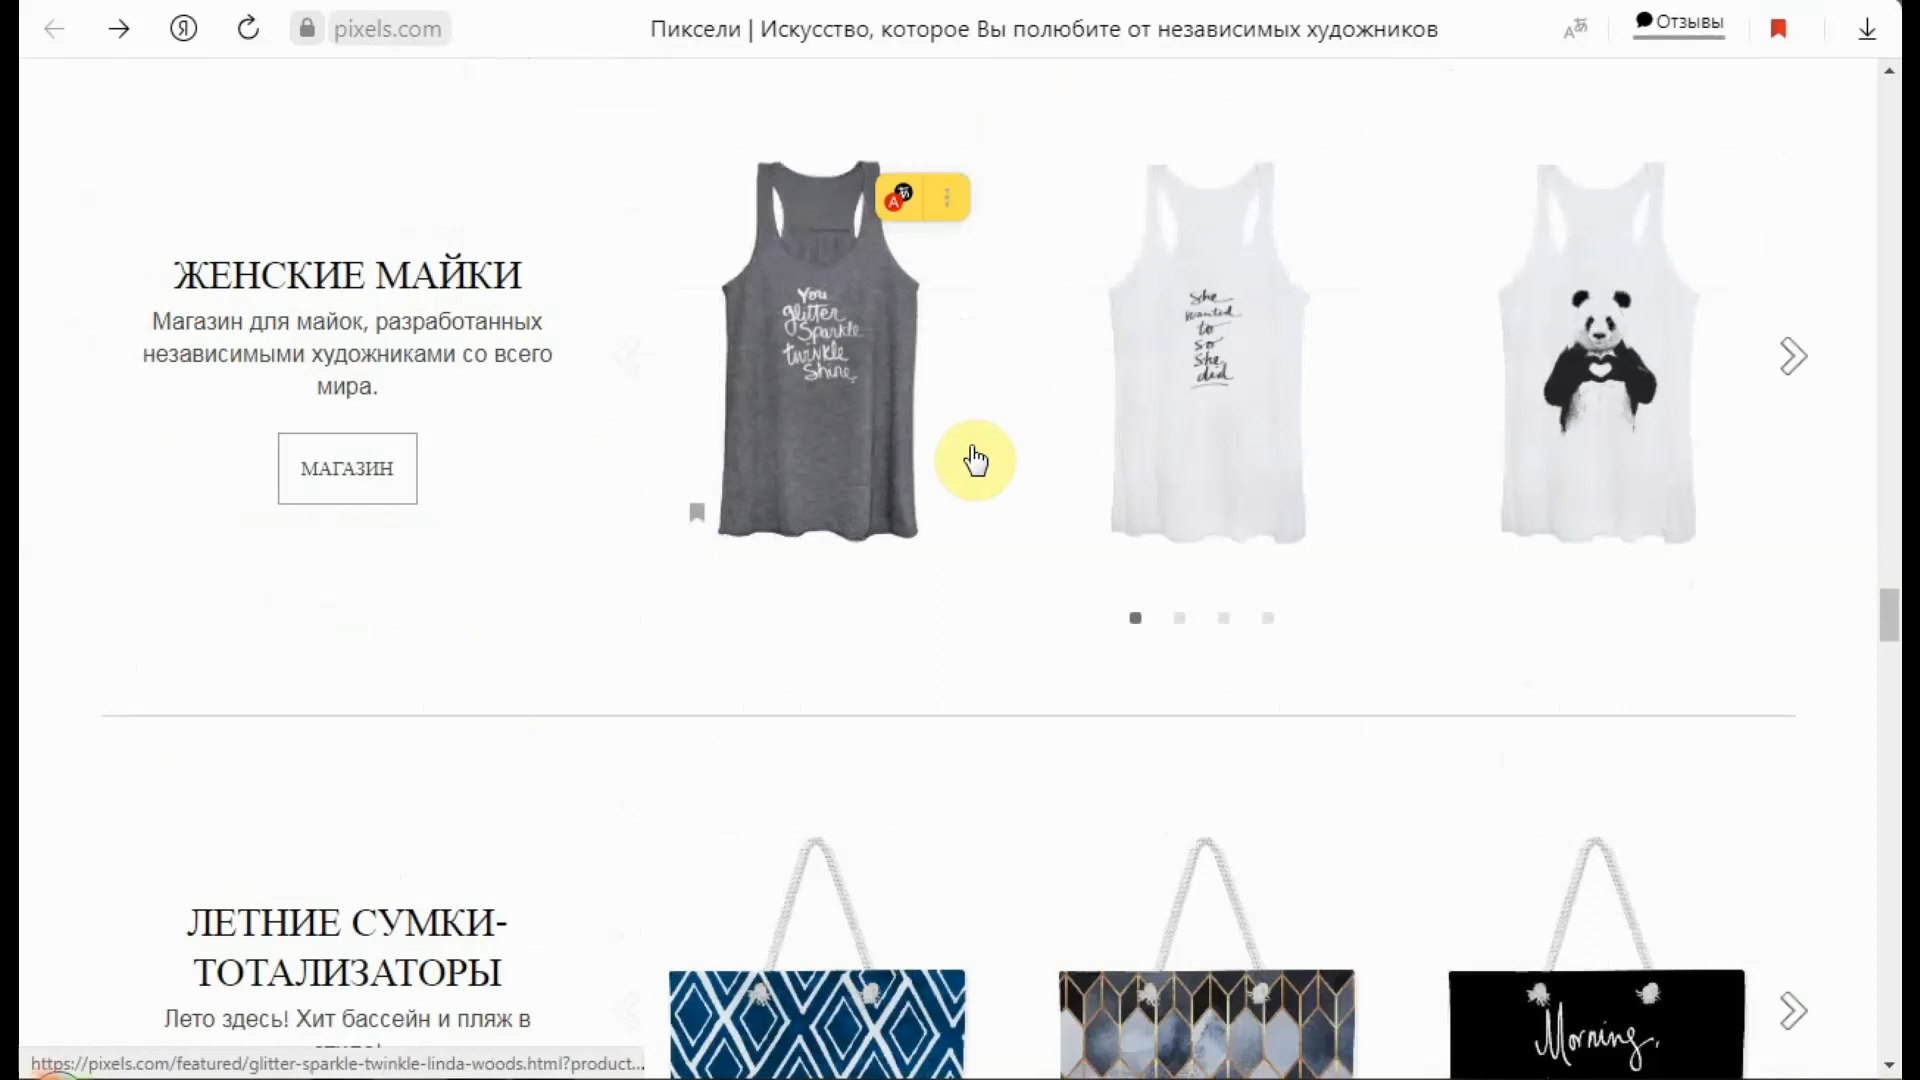 pixels.com
Пиксели | Искусство, которое Вы полюбите от независимых художников
Отзывы
ЖЕНСКИЕ МАЙКИ
Магазин для майок, разработанных
независимыми художниками со всего
мира.
МАГАЗИН
You
glitter
Sparkle
twinkle
Shine
She
wanted
to
so
She
did
ЛЕТНИЕ СУМКИ-
ТОТАЛИЗАТОРЫ
Лето здесь! Хит бассейн и пляж в
Morning.
https://pixels.com/featured/glitter-sparkle-twinkle-linda-woods.html?product...